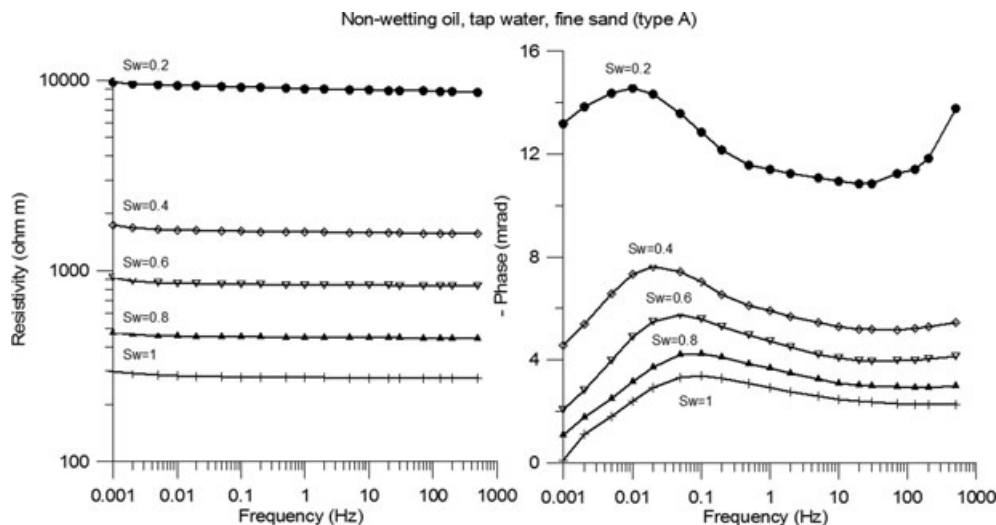 Non-wetting oil, tap water, fine sand (type A)
Resistivity (ohm m)
10000
1000
100
Sw=0.2
Sw=0.4
Sw=0.6
Sw=0.8
Sw=1
0.001 0.01 0.1 1 10 100 1000
Frequency (Hz)
- Phase (mrad)
16
12
8
4
0
Sw=0.2
Sw=0.4
Sw=0.6
Sw=0.8
Sw=1
0.001 0.01 0.1 1 10 100 1000
Frequency (Hz)